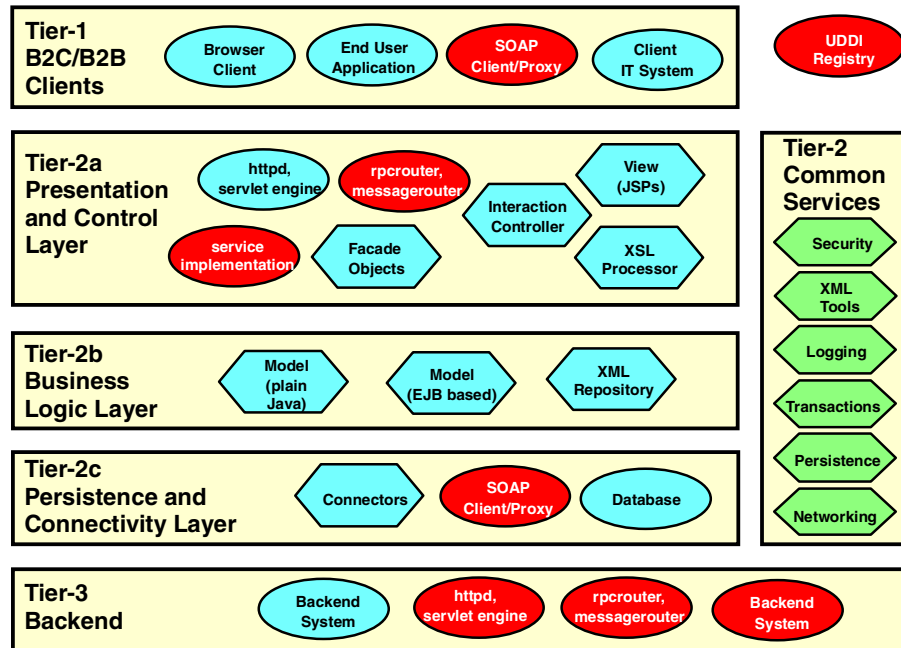 Tier-1
B2C/B2B
Clients
Browser
Client
End User
Application
SOAP
Client/Proxy
Client
IT System
UDDI
Registry
Tier-2a
Presentation
and Control
Layer
httpd,
servlet engine
rpcrouter,
messagerouter
Interaction
Controller
View
(JSPs)
service
implementation
Facade
Objects
XSL
Processor
Tier-2
Common
Services
Security
XML
Tools
Logging
Transactions
Persistence
Networking
Tier-2b
Business
Logic Layer
Model
(plain
Java)
Model
(EJB based)
XML
Repository
Tier-2c
Persistence and
Connectivity Layer
Connectors
SOAP
Client/Proxy
Database
Tier-3
Backend
Backend
System
httpd,
servlet engine
rpcrouter,
messagerouter
Backend
System